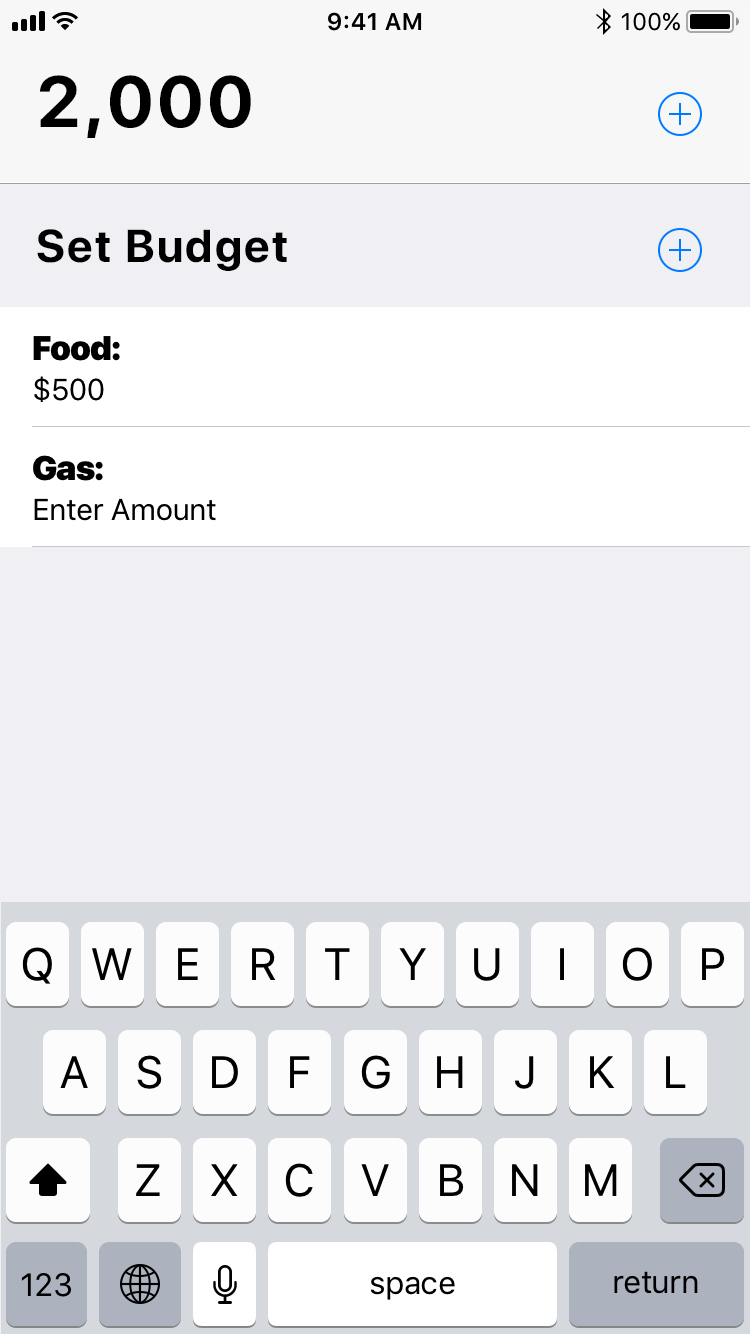 9:41 AM
100%
2,000
Set Budget
Food:
$500
Gas:
Enter Amount
Q W E R T Y U I O P
A S D F G H J K L
Z X C V B N M
123 space return